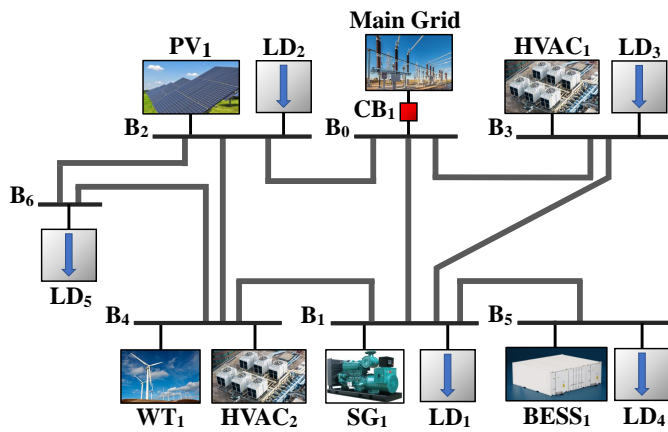 Main Grid
PV₁
LD₂
HVAC₁
LD₃
CB₁
B₂
B₀
B₃
B₆
LD₅
B₄
B₁
B₅
WT₁
HVAC₂
SG₁
LD₁
BESS₁
LD₄